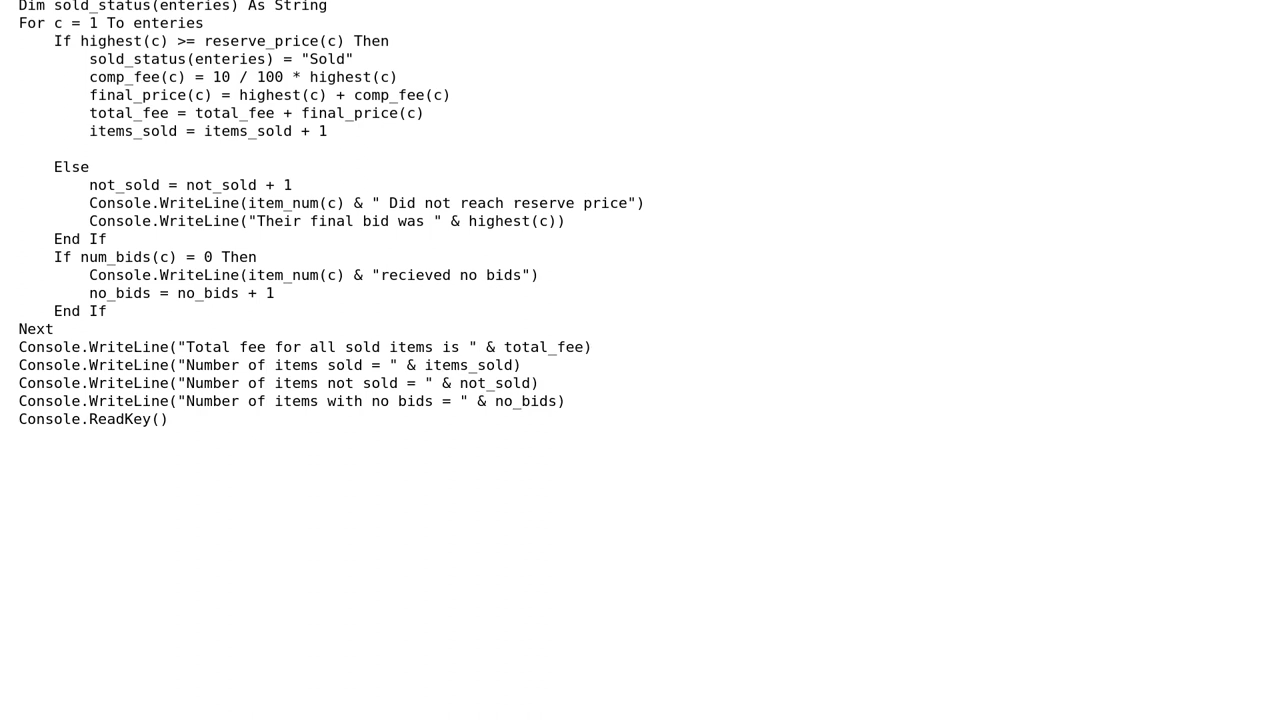 Dim sold_status(enteries) As String
For c = 1 To enteries
    If highest(c) >= reserve_price(c) Then
        sold_status(enteries) = "Sold"
        comp_fee(c) = 10 / 100 * highest(c)
        final_price(c) = highest(c) + comp_fee(c)
        total_fee = total_fee + final_price(c)
        items_sold = items_sold + 1

    Else
        not_sold = not_sold + 1
        Console.WriteLine(item_num(c) & " Did not reach reserve price")
        Console.WriteLine("Their final bid was " & highest(c))
    End If
    If num_bids(c) = 0 Then
        Console.WriteLine(item_num(c) & "recieved no bids")
        no_bids = no_bids + 1
    End If
Next
Console.WriteLine("Total fee for all sold items is " & total_fee)
Console.WriteLine("Number of items sold = " & items_sold)
Console.WriteLine("Number of items not sold = " & not_sold)
Console.WriteLine("Number of items with no bids = " & no_bids)
Console.ReadKey()